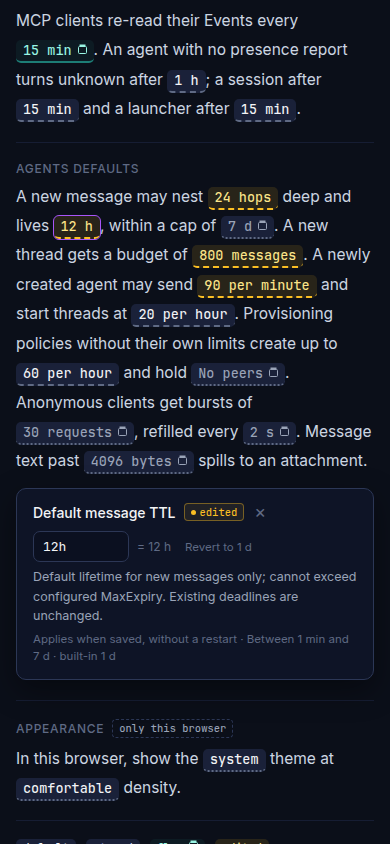 MCP clients re-read their Events every
15 min. An agent with no presence report
turns unknown after 1 h; a session after
15 min and a launcher after 15 min.
AGENTS DEFAULTS
A new message may nest 24 hops deep and
lives 12 h, within a cap of 7 d. A new
thread gets a budget of 800 messages. A newly
created agent may send 90 per minute and
start threads at 20 per hour. Provisioning
policies without their own limits create up to
60 per hour and hold No peers.
Anonymous clients get bursts of
30 requests, refilled every 2 s. Message
text past 4096 bytes spills to an attachment.
Default message TTL edited ×
12h = 12 h Revert to 1 d
Default lifetime for new messages only; cannot exceed
configured MaxExpiry. Existing deadlines are
unchanged.
Applies when saved, without a restart · Between 1 min and
7 d · built-in 1 d
APPEARANCE only this browser
In this browser, show the system theme at
comfortable density.